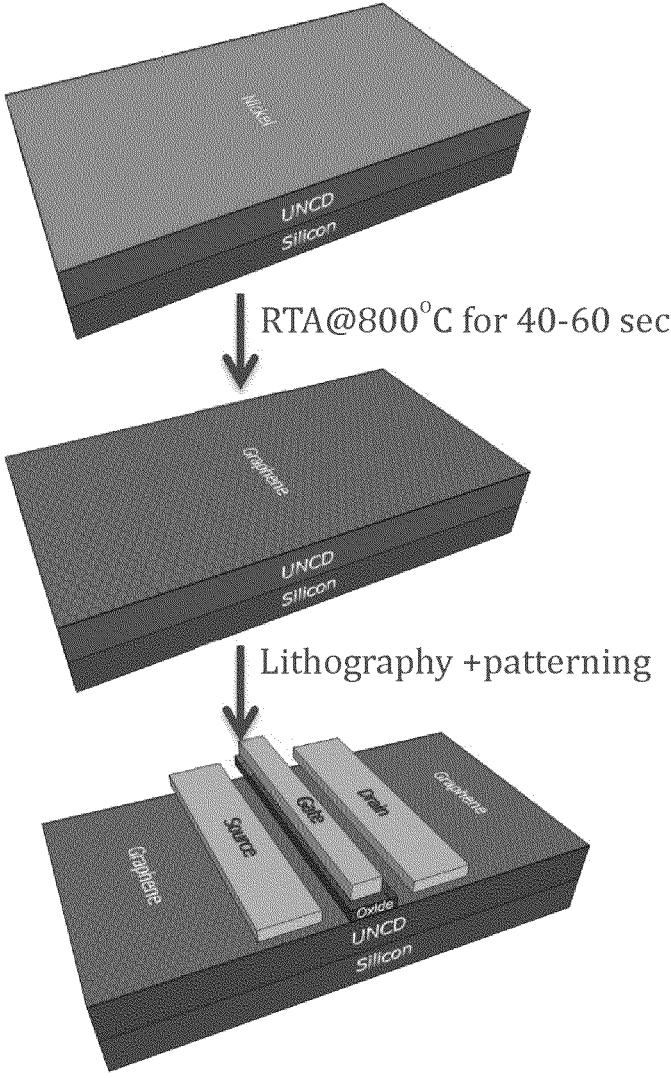 Nickel
UNCD
Silicon
RTA@800°C for 40-60 sec
Graphene
UNCD
Silicon
Lithography +patterning
Graphene
Source
Gate
Drain
Graphene
Oxide
UNCD
Silicon